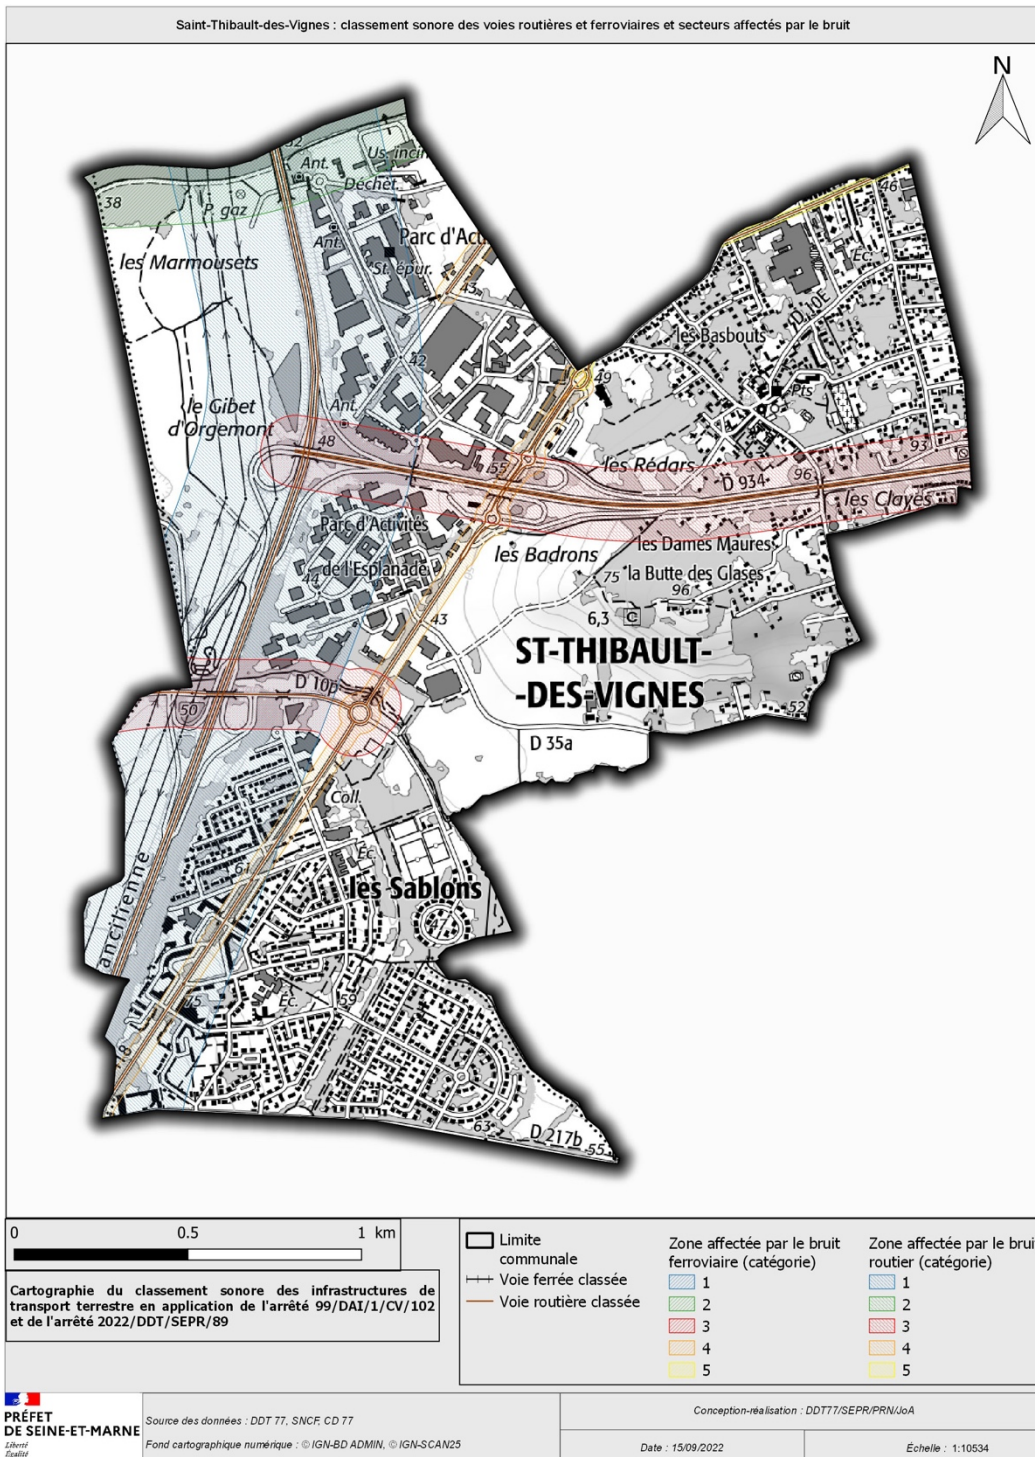 Saint-Thibault-des-Vignes : classement sonore des voies routières et ferroviaires et secteurs affectés par le bruit
N
Ant.
Us. incin
Déchet.
38
P. gaz
46
Ant.
Parc d'Acti
les Marmousets
St. épur.
Éc.
43
D 10E
les Basbouts
42
49
Pts
le Gibet
d'Orgemont
Ant.
48
55
les Rédars
93
D 934
96
les Clayes
Parc d'Activités
de l'Esplanade
44
les Badrons
les Dames Maures
75
la Butte des Glases
96
43
6,3
C
ST-THIBAULT-
-DES-VIGNES
D 10p
50
52
D 35a
Coll.
Éc.
61
les Sablons
47
ancilienne
75
Éc.
59
118
63
D 217b
55
0 0.5 1 km
Cartographie du classement sonore des infrastructures de
transport terrestre en application de l'arrêté 99/DAI/1/CV/102
et de l'arrêté 2022/DDT/SEPR/89
Limite
communale
Voie ferrée classée
Voie routière classée
Zone affectée par le bruit
ferroviaire (catégorie)
1
2
3
4
5
Zone affectée par le bruit
routier (catégorie)
1
2
3
4
5
PRÉFET
DE SEINE-ET-MARNE
Liberté
Égalité
Source des données : DDT 77, SNCF, CD 77
Fond cartographique numérique : © IGN-BD ADMIN, © IGN-SCAN25
Conception-réalisation : DDT77/SEPR/PRN/JoA
Date : 15/09/2022
Échelle : 1:10534